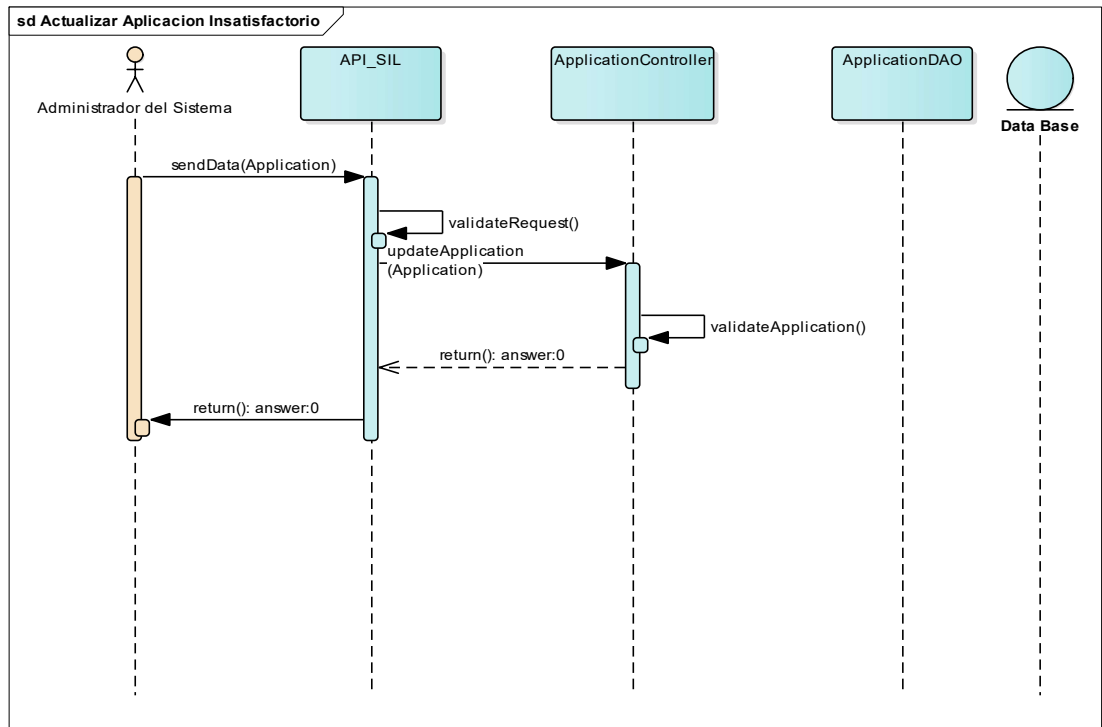 sd Actualizar Aplicacion Insatisfactorio
Administrador del Sistema
API_SIL
ApplicationController
ApplicationDAO
Data Base
sendData(Application)
validateRequest()
updateApplication
(Application)
validateApplication()
return(): answer:0
return(): answer:0